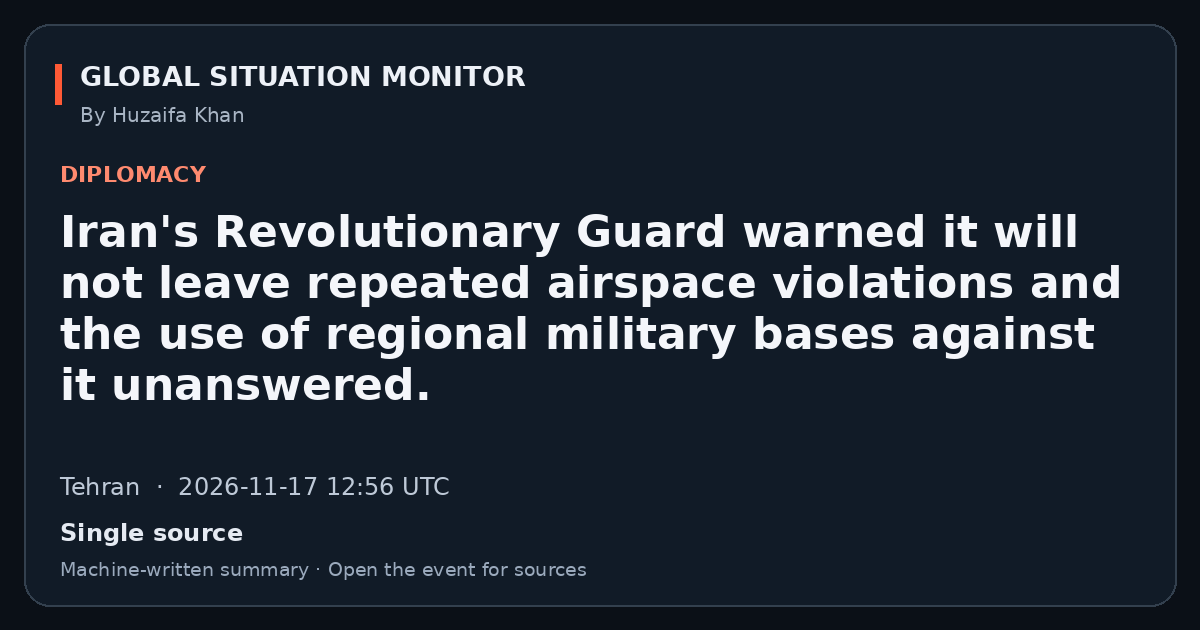 GLOBAL SITUATION MONITOR
By Huzaifa Khan
DIPLOMACY
Iran's Revolutionary Guard warned it will
not leave repeated airspace violations and
the use of regional military bases against
it unanswered.
Tehran · 2026-11-17 12:56 UTC
Single source
Machine-written summary · Open the event for sources